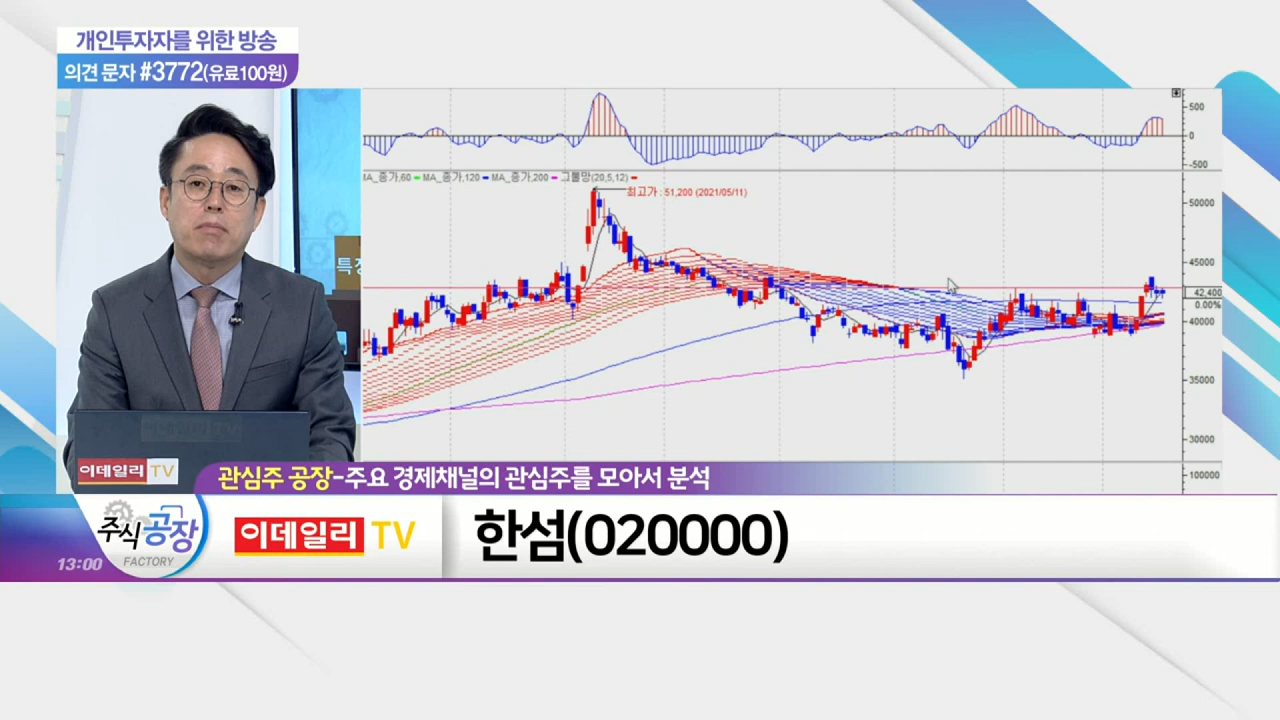 개인투자자를 위한 방송
의견 문자 #3772(유료100원)
특정
500
0
-500
MA_종가,60 MA_종가,120 MA_종가,200 그물망(20,5,12)
최고가 : 51,200 (2021/05/11)
50000
45000
42,400
0.00%
40000
35000
30000
100000
이데일리 TV
관심주 공장-주요 경제채널의 관심주를 모아서 분석
주식공장
FACTORY
13:00
이데일리 TV
한섬(020000)